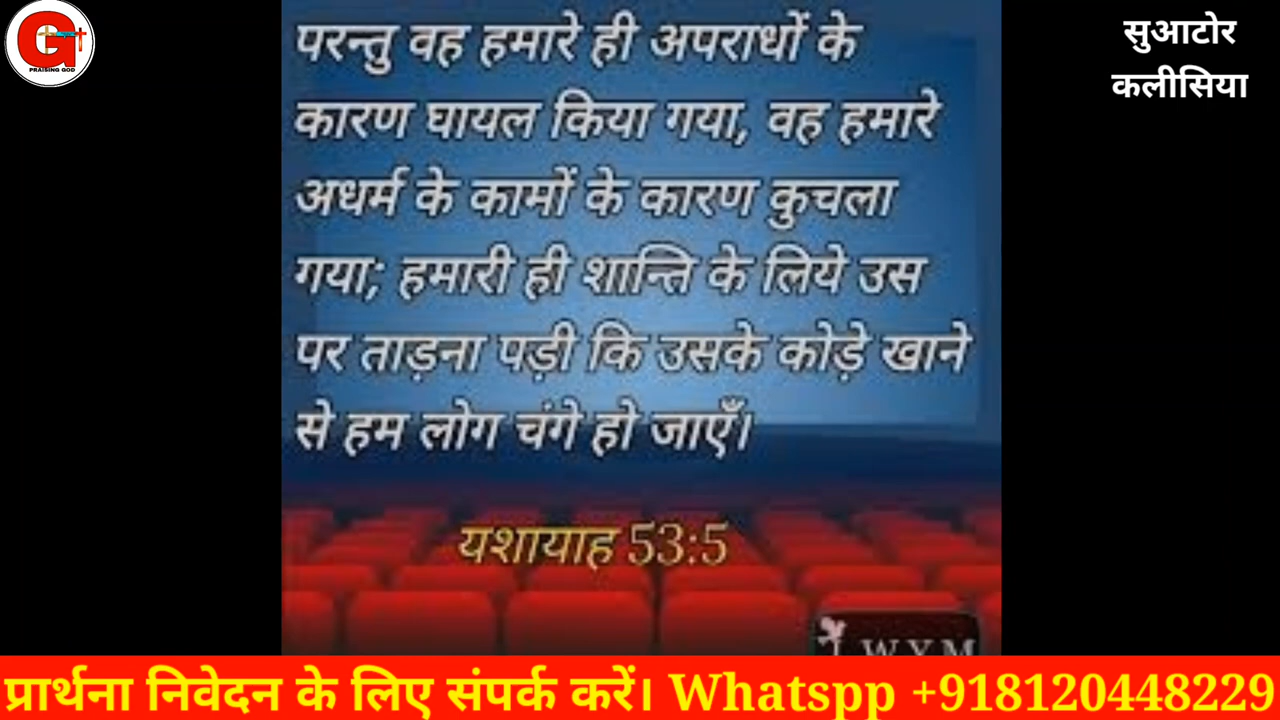 G
PRAISING GOD
सुआटोर
कलीसिया
परन्तु वह हमारे ही अपराधों के
कारण घायल किया गया, वह हमारे
अधर्म के कामों के कारण कुचला
गया; हमारी ही शान्ति के लिये उस
पर ताड़ना पड़ी कि उसके कोड़े खाने
से हम लोग चंगे हो जाएँ।
यशायाह 53:5
J W Y M
प्रार्थना निवेदन के लिए संपर्क करें। Whatspp +918120448229